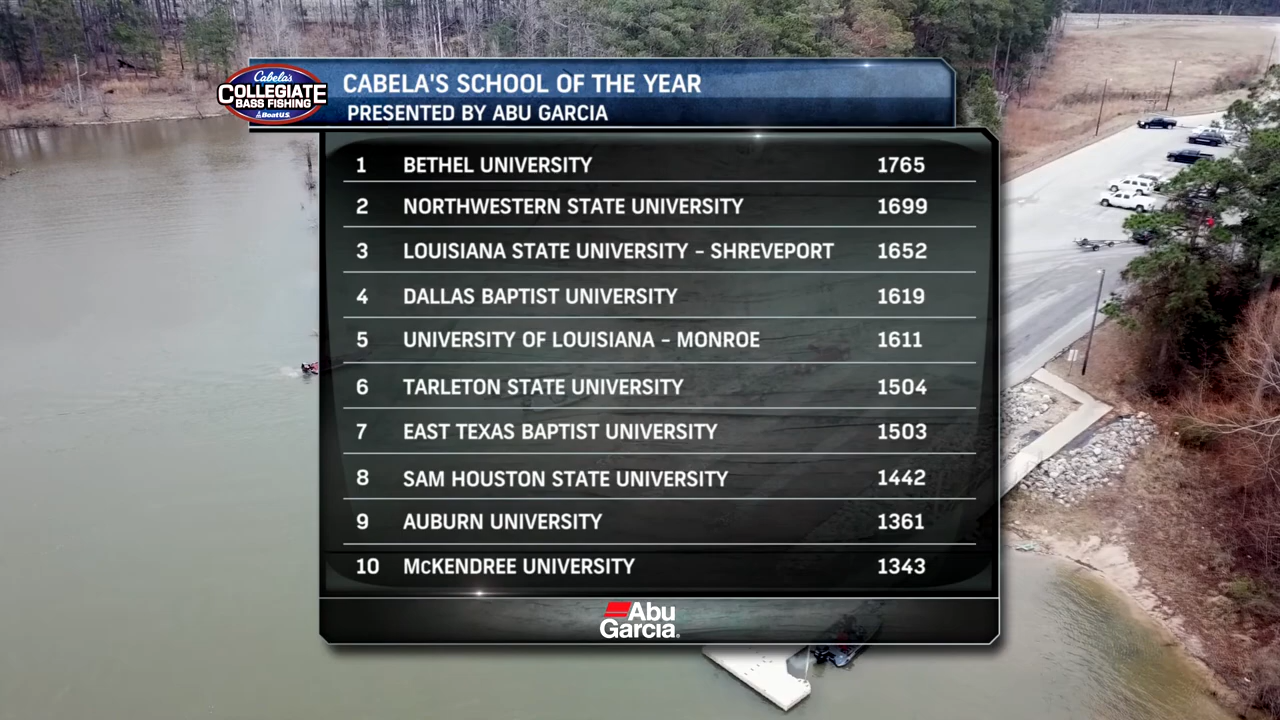 Cabela's
COLLEGIATE
BASS FISHING
BoatU.S.
CABELA'S SCHOOL OF THE YEAR
PRESENTED BY ABU GARCIA
1 BETHEL UNIVERSITY 1765
2 NORTHWESTERN STATE UNIVERSITY 1699
3 LOUISIANA STATE UNIVERSITY - SHREVEPORT 1652
4 DALLAS BAPTIST UNIVERSITY 1619
5 UNIVERSITY OF LOUISIANA - MONROE 1611
6 TARLETON STATE UNIVERSITY 1504
7 EAST TEXAS BAPTIST UNIVERSITY 1503
8 SAM HOUSTON STATE UNIVERSITY 1442
9 AUBURN UNIVERSITY 1361
10 McKENDREE UNIVERSITY 1343
Abu
Garcia®